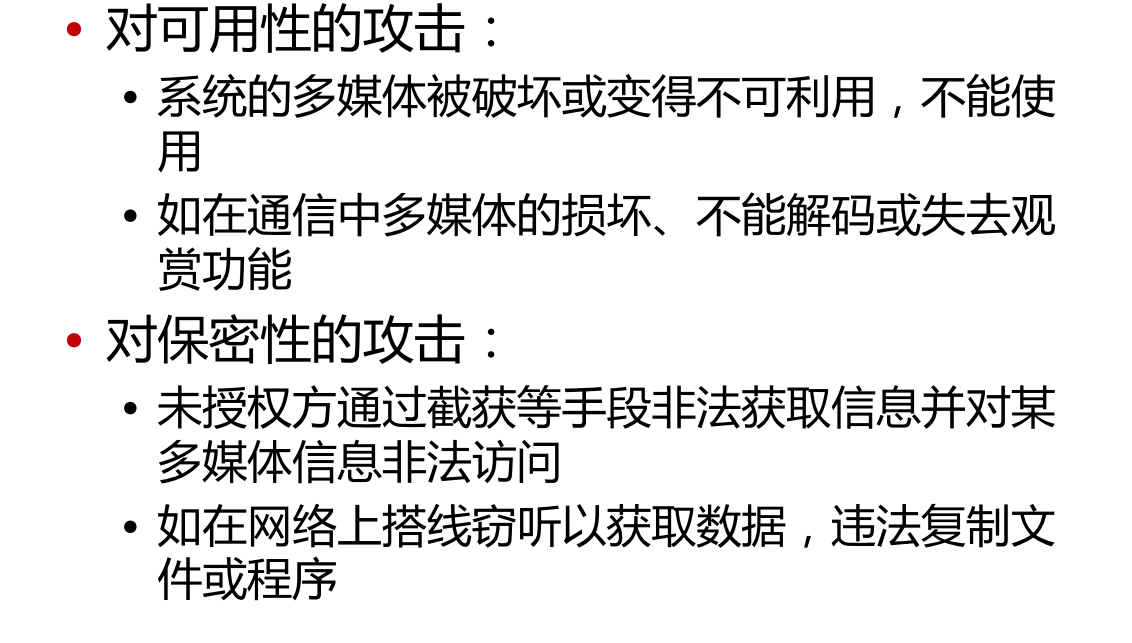 • 对可用性的攻击：
• 系统的多媒体被破坏或变得不可利用，不能使
用
• 如在通信中多媒体的损坏、不能解码或失去观
赏功能
• 对保密性的攻击：
• 未授权方通过截获等手段非法获取信息并对某
多媒体信息非法访问
• 如在网络上搭线窃听以获取数据，违法复制文
件或程序